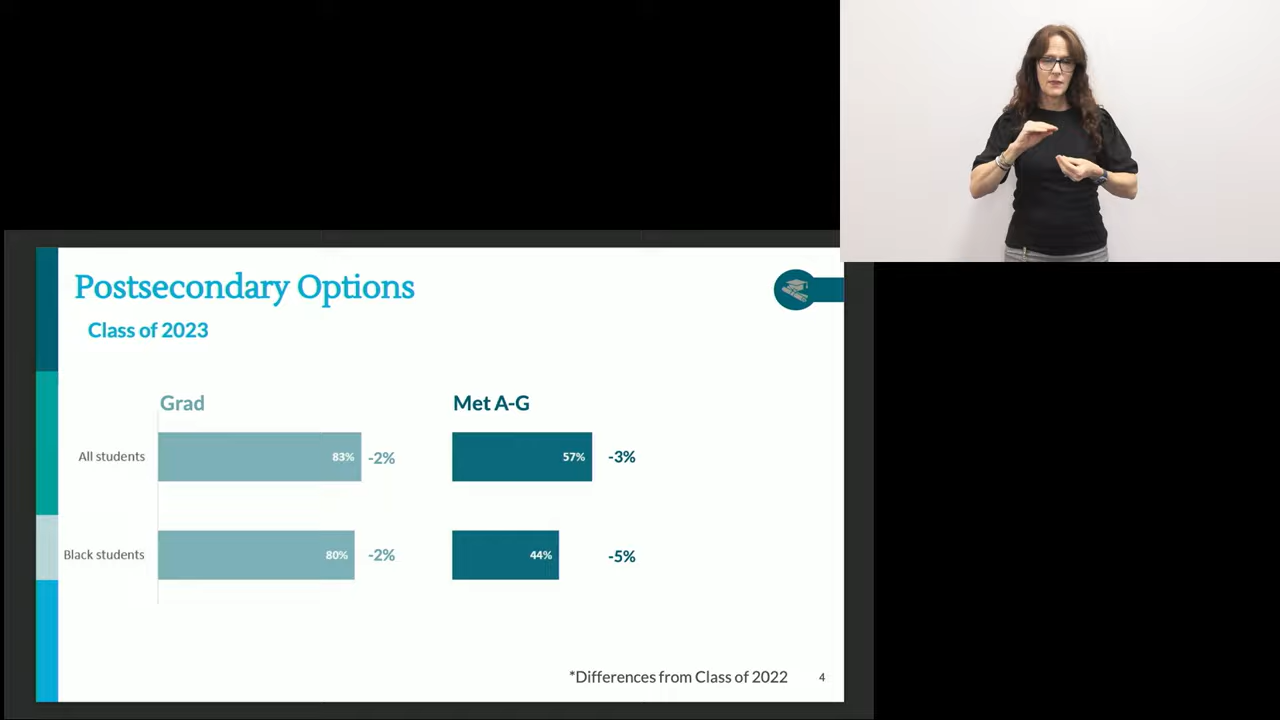 Postsecondary Options
Class of 2023
Grad
Met A-G
All students
83%
-2%
57%
-3%
Black students
80%
-2%
44%
-5%
*Differences from Class of 2022
4